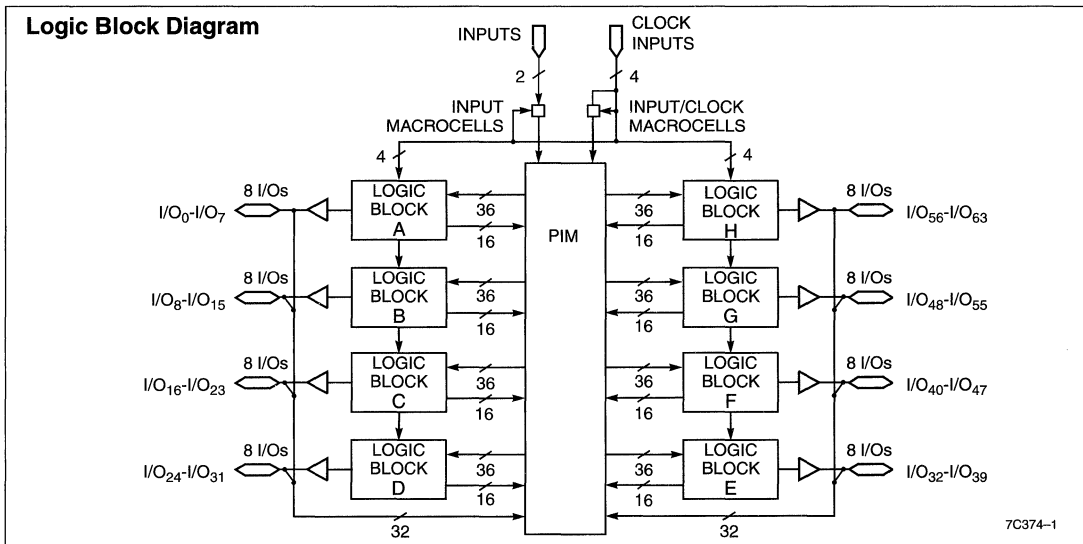 Logic Block Diagram
INPUTS
CLOCK
INPUTS
2
4
INPUT
MACROCELLS
INPUT/CLOCK
MACROCELLS
4
4
8 I/Os
I/O0-I/O7
LOGIC
BLOCK
A
36
16
PIM
36
16
LOGIC
BLOCK
H
8 I/Os
I/O56-I/O63
8 I/Os
I/O8-I/O15
LOGIC
BLOCK
B
36
16
36
16
LOGIC
BLOCK
G
8 I/Os
I/O48-I/O55
8 I/Os
I/O16-I/O23
LOGIC
BLOCK
C
36
16
36
16
LOGIC
BLOCK
F
8 I/Os
I/O40-I/O47
8 I/Os
I/O24-I/O31
LOGIC
BLOCK
D
36
16
36
16
LOGIC
BLOCK
E
8 I/Os
I/O32-I/O39
32
32
7C374–1